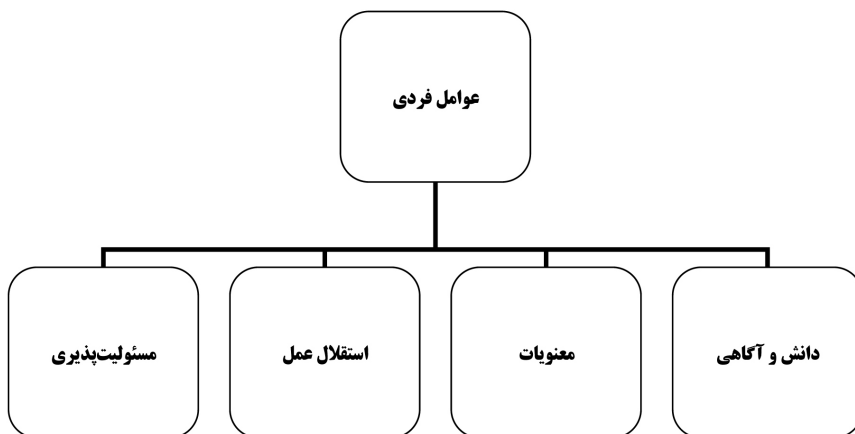 عوامل فردی
دانش و آگاهی
معنویات
استقلال عمل
مسئولیت‌پذیری